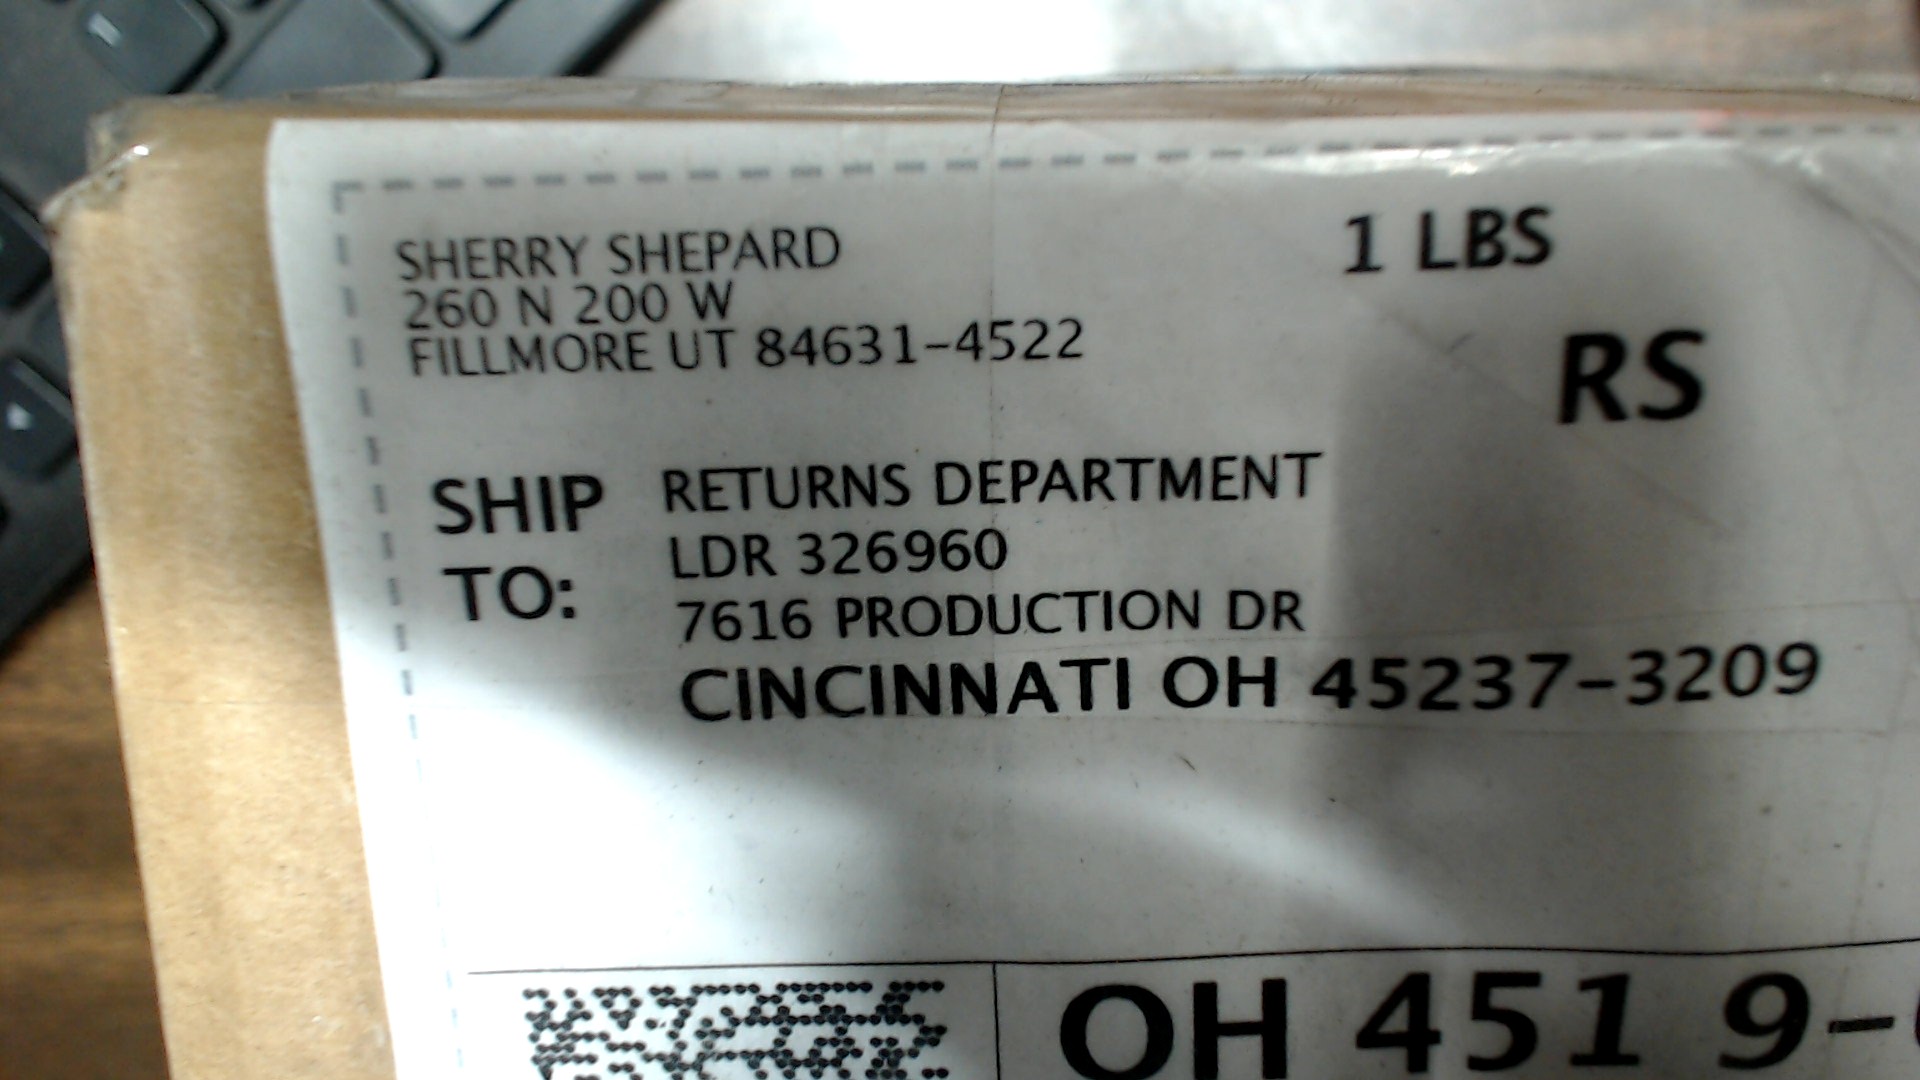 SHERRY SHEPARD
260 N 200 W
FILLMORE UT 84631-4522
1 LBS
RS
SHIP TO:
RETURNS DEPARTMENT
LDR 326960
7616 PRODUCTION DR
CINCINNATI OH 45237-3209
OH 451 9-